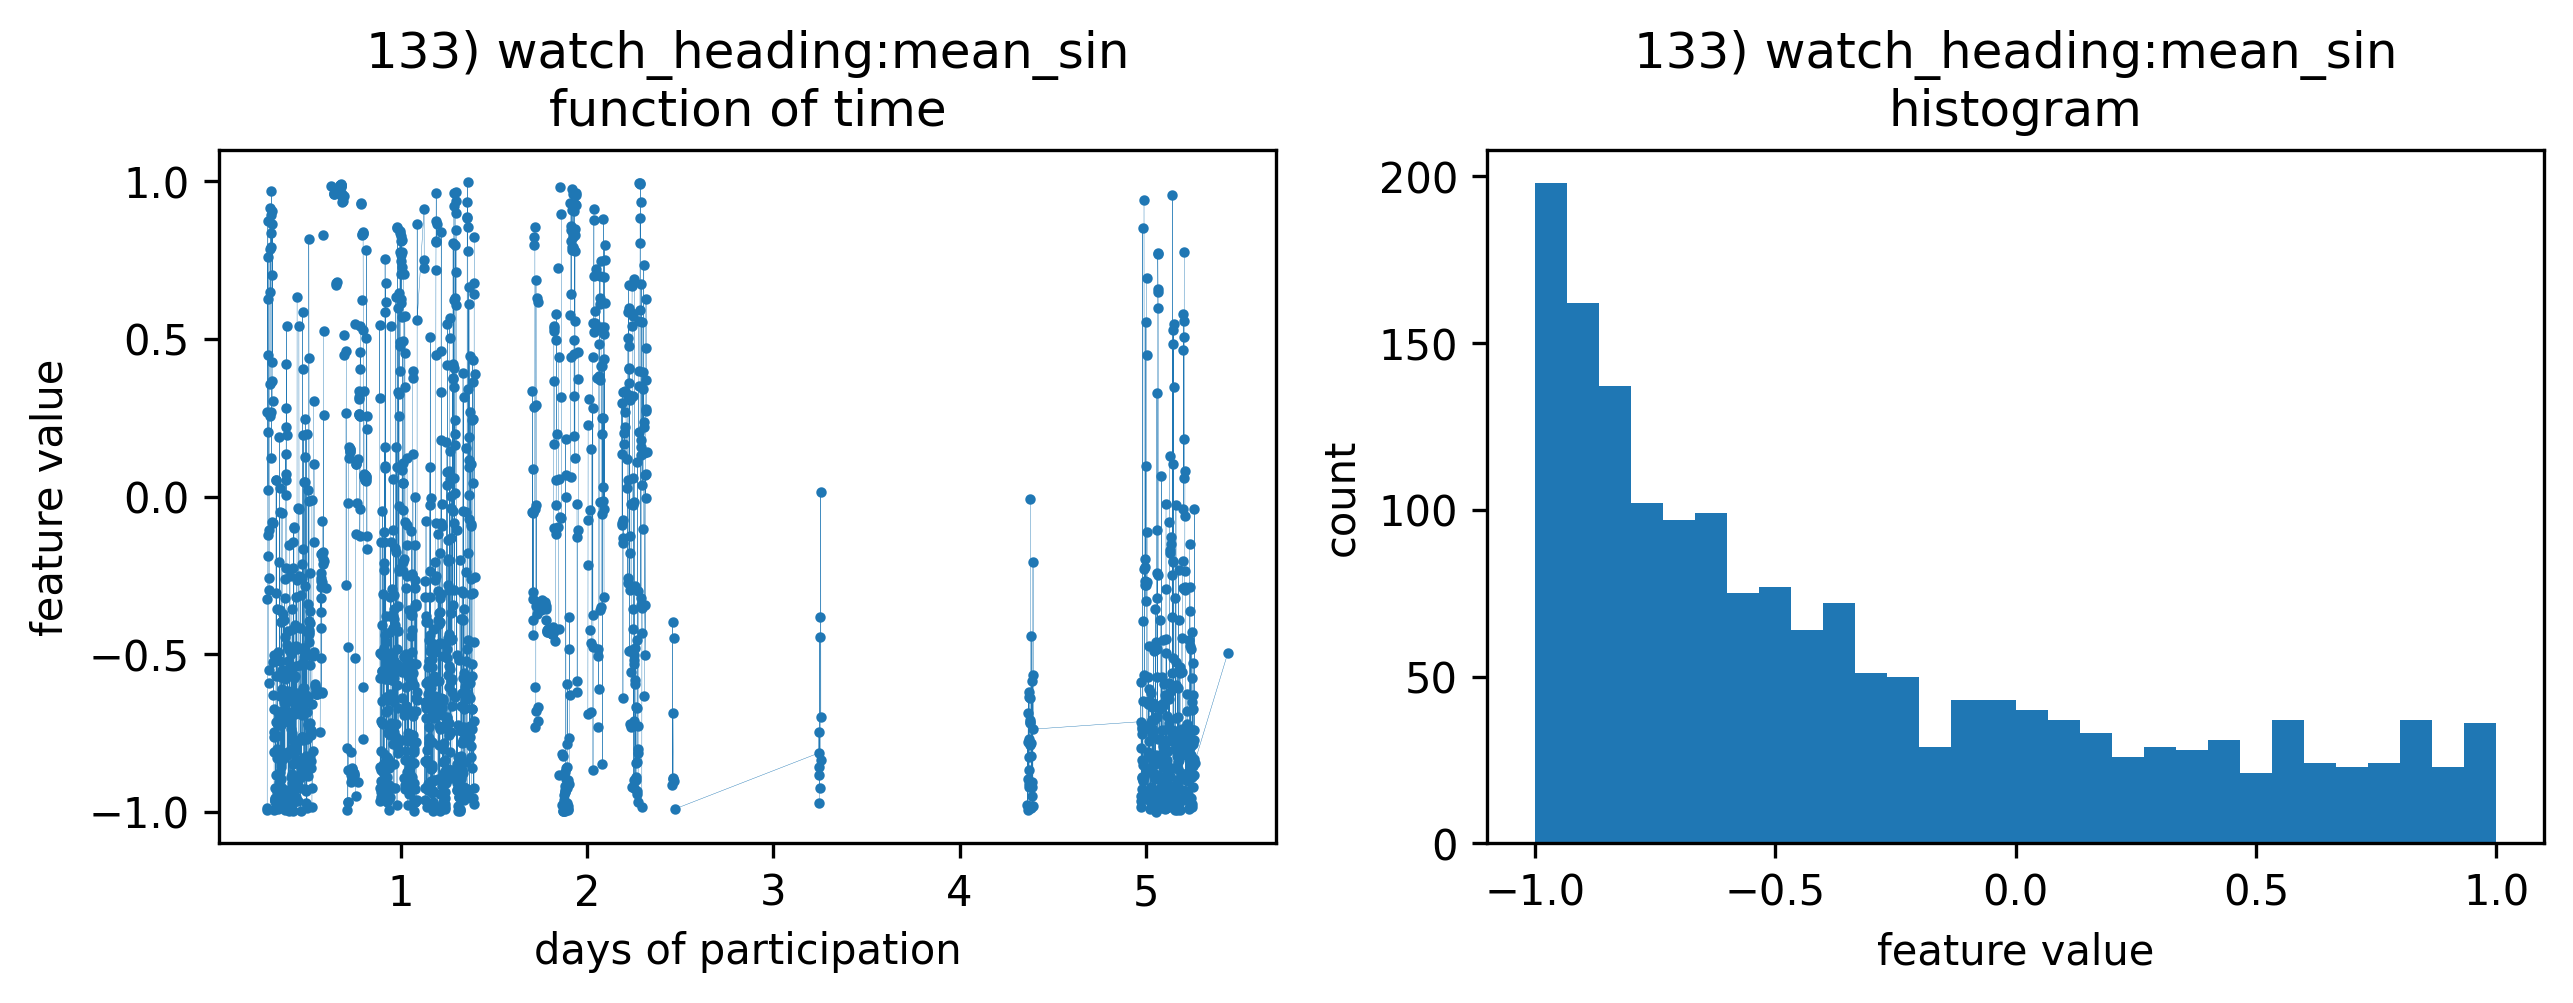 133) watch_heading:mean_sin
function of time
1.0
0.5
0.0
−0.5
−1.0
feature value
1
2
3
4
5
days of participation
133) watch_heading:mean_sin
histogram
200
150
100
50
0
count
−1.0
−0.5
0.0
0.5
1.0
feature value